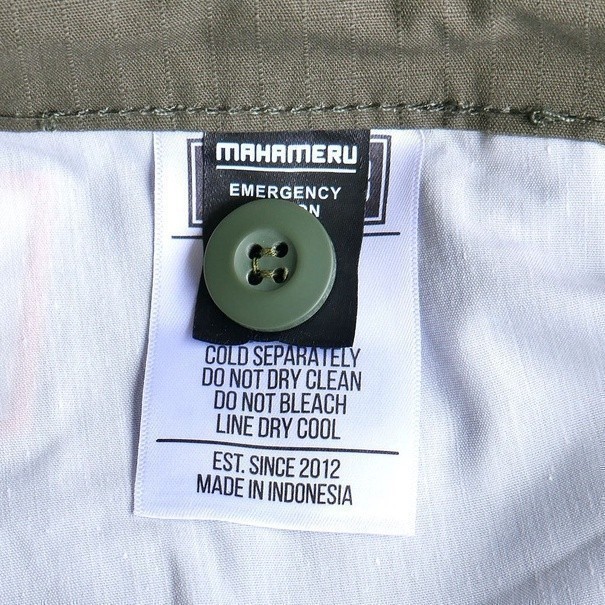 MAHAMERU
EMERGENCY
COLD SEPARATELY
DO NOT DRY CLEAN
DO NOT BLEACH
LINE DRY COOL
EST. SINCE 2012
MADE IN INDONESIA